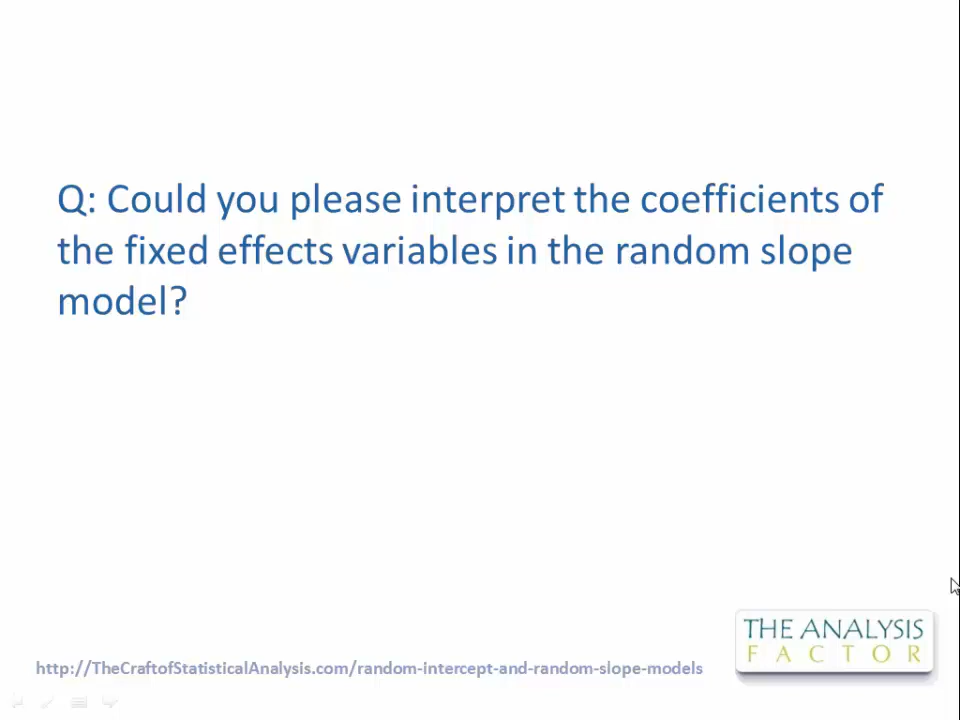 Q: Could you please interpret the coefficients of
the fixed effects variables in the random slope
model?
THE ANALYSIS
FACTOR
http://TheCraftofStatisticalAnalysis.com/random-intercept-and-random-slope-models